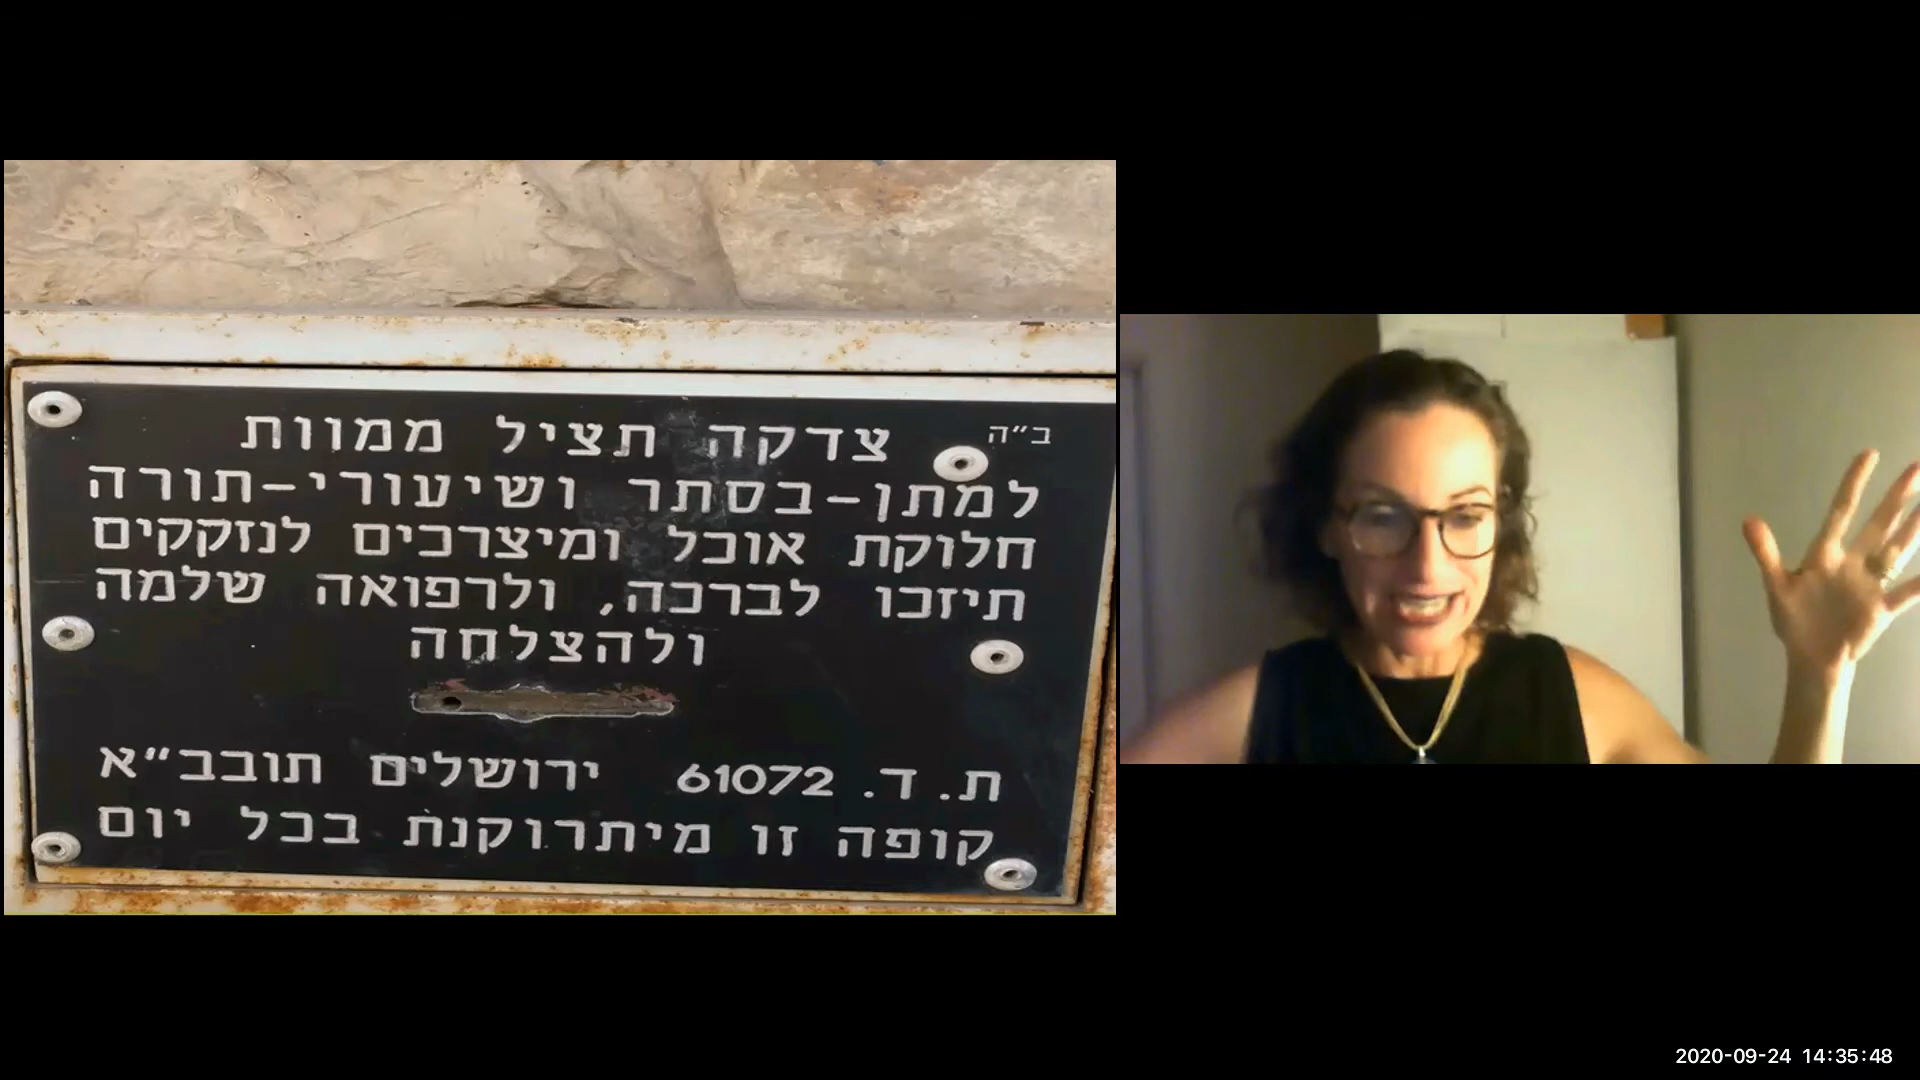 ב״ה
צדקה תציל ממוות
למתן-בסתר ושיעורי-תורה
חלוקת אוכל ומיצרכים לנזקקים
תיזכו לברכה, ולרפואה שלמה
ולהצלחה
ת. ד. 61072 ירושלים תובב״א
קופה זו מיתרוקנת בכל יום
2020-09-24 14:35:48